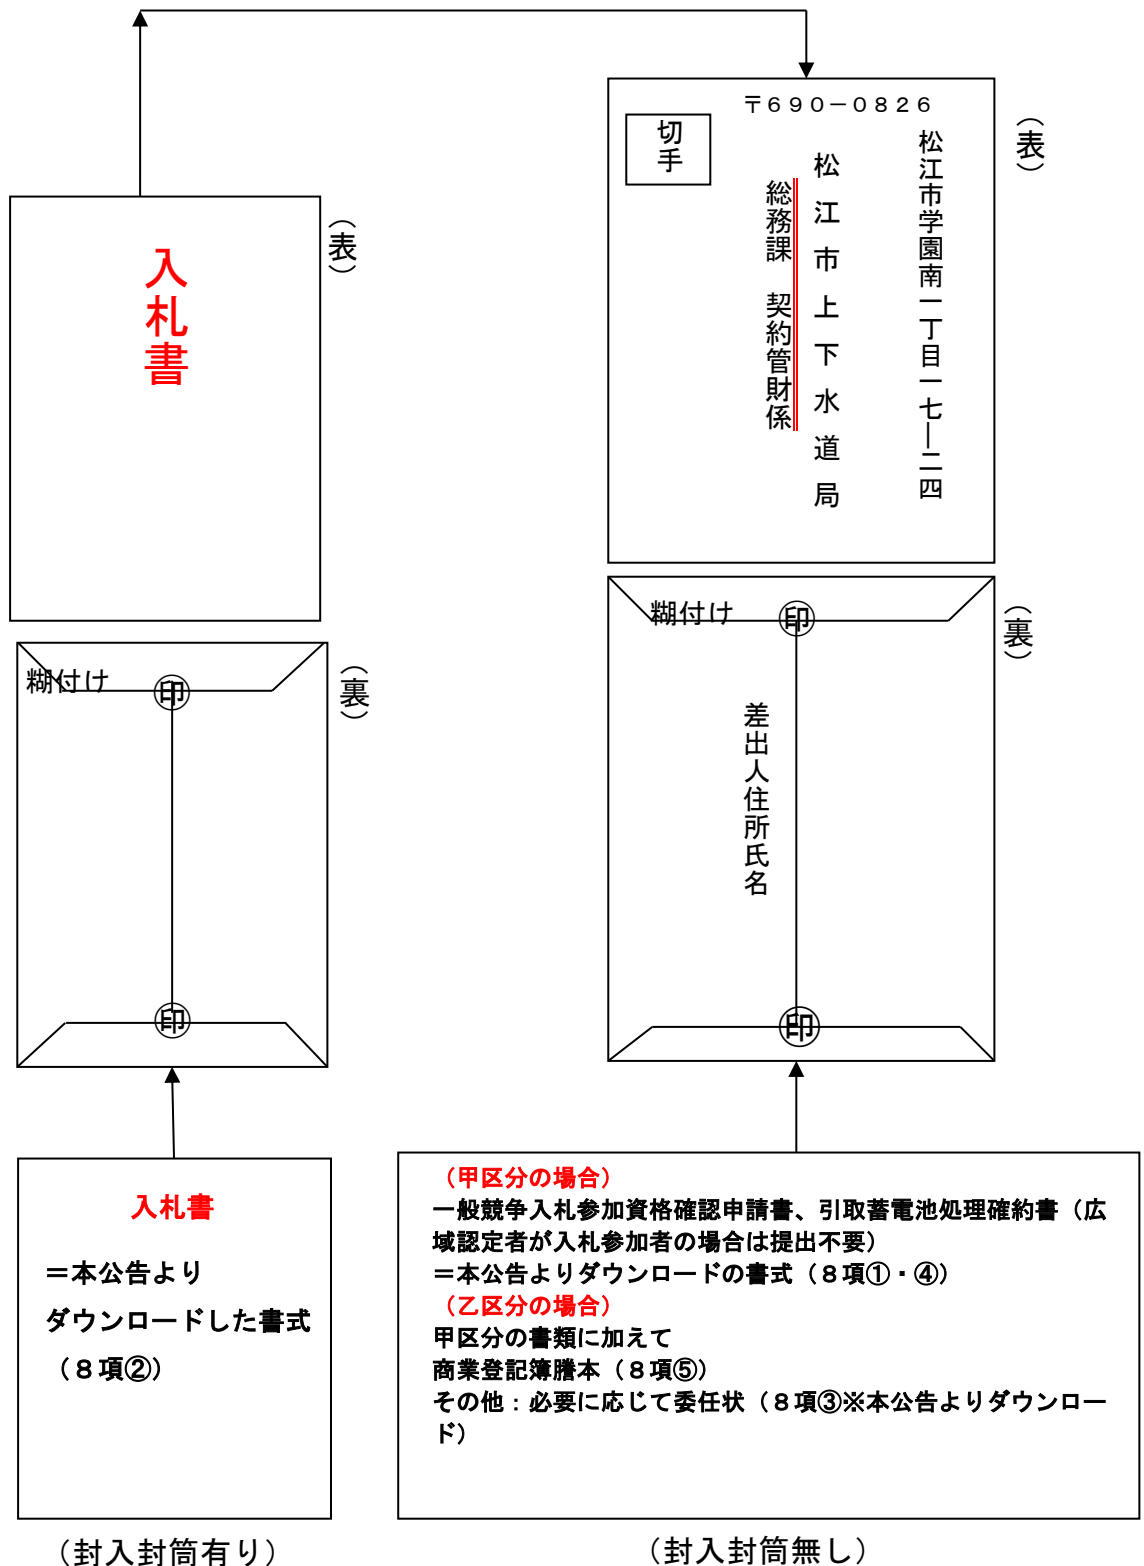 入札書
（表）
糊付け
印
印
（裏）
入札書
＝本公告より
ダウンロードした書式
（８項②）
（封入封筒有り）
〒６９０－０８２６
切手
松江市学園南一丁目一七―二四
松江市上下水道局
総務課　契約管財係
（表）
糊付け
印
差出人住所氏名
印
（裏）
（甲区分の場合）
一般競争入札参加資格確認申請書、引取蓄電池処理確約書（広
域認定者が入札参加者の場合は提出不要）
＝本公告よりダウンロードの書式（８項①・④）
（乙区分の場合）
甲区分の書類に加えて
商業登記簿謄本（８項⑤）
その他：必要に応じて委任状（８項③※本公告よりダウンロー
ド）
（封入封筒無し）